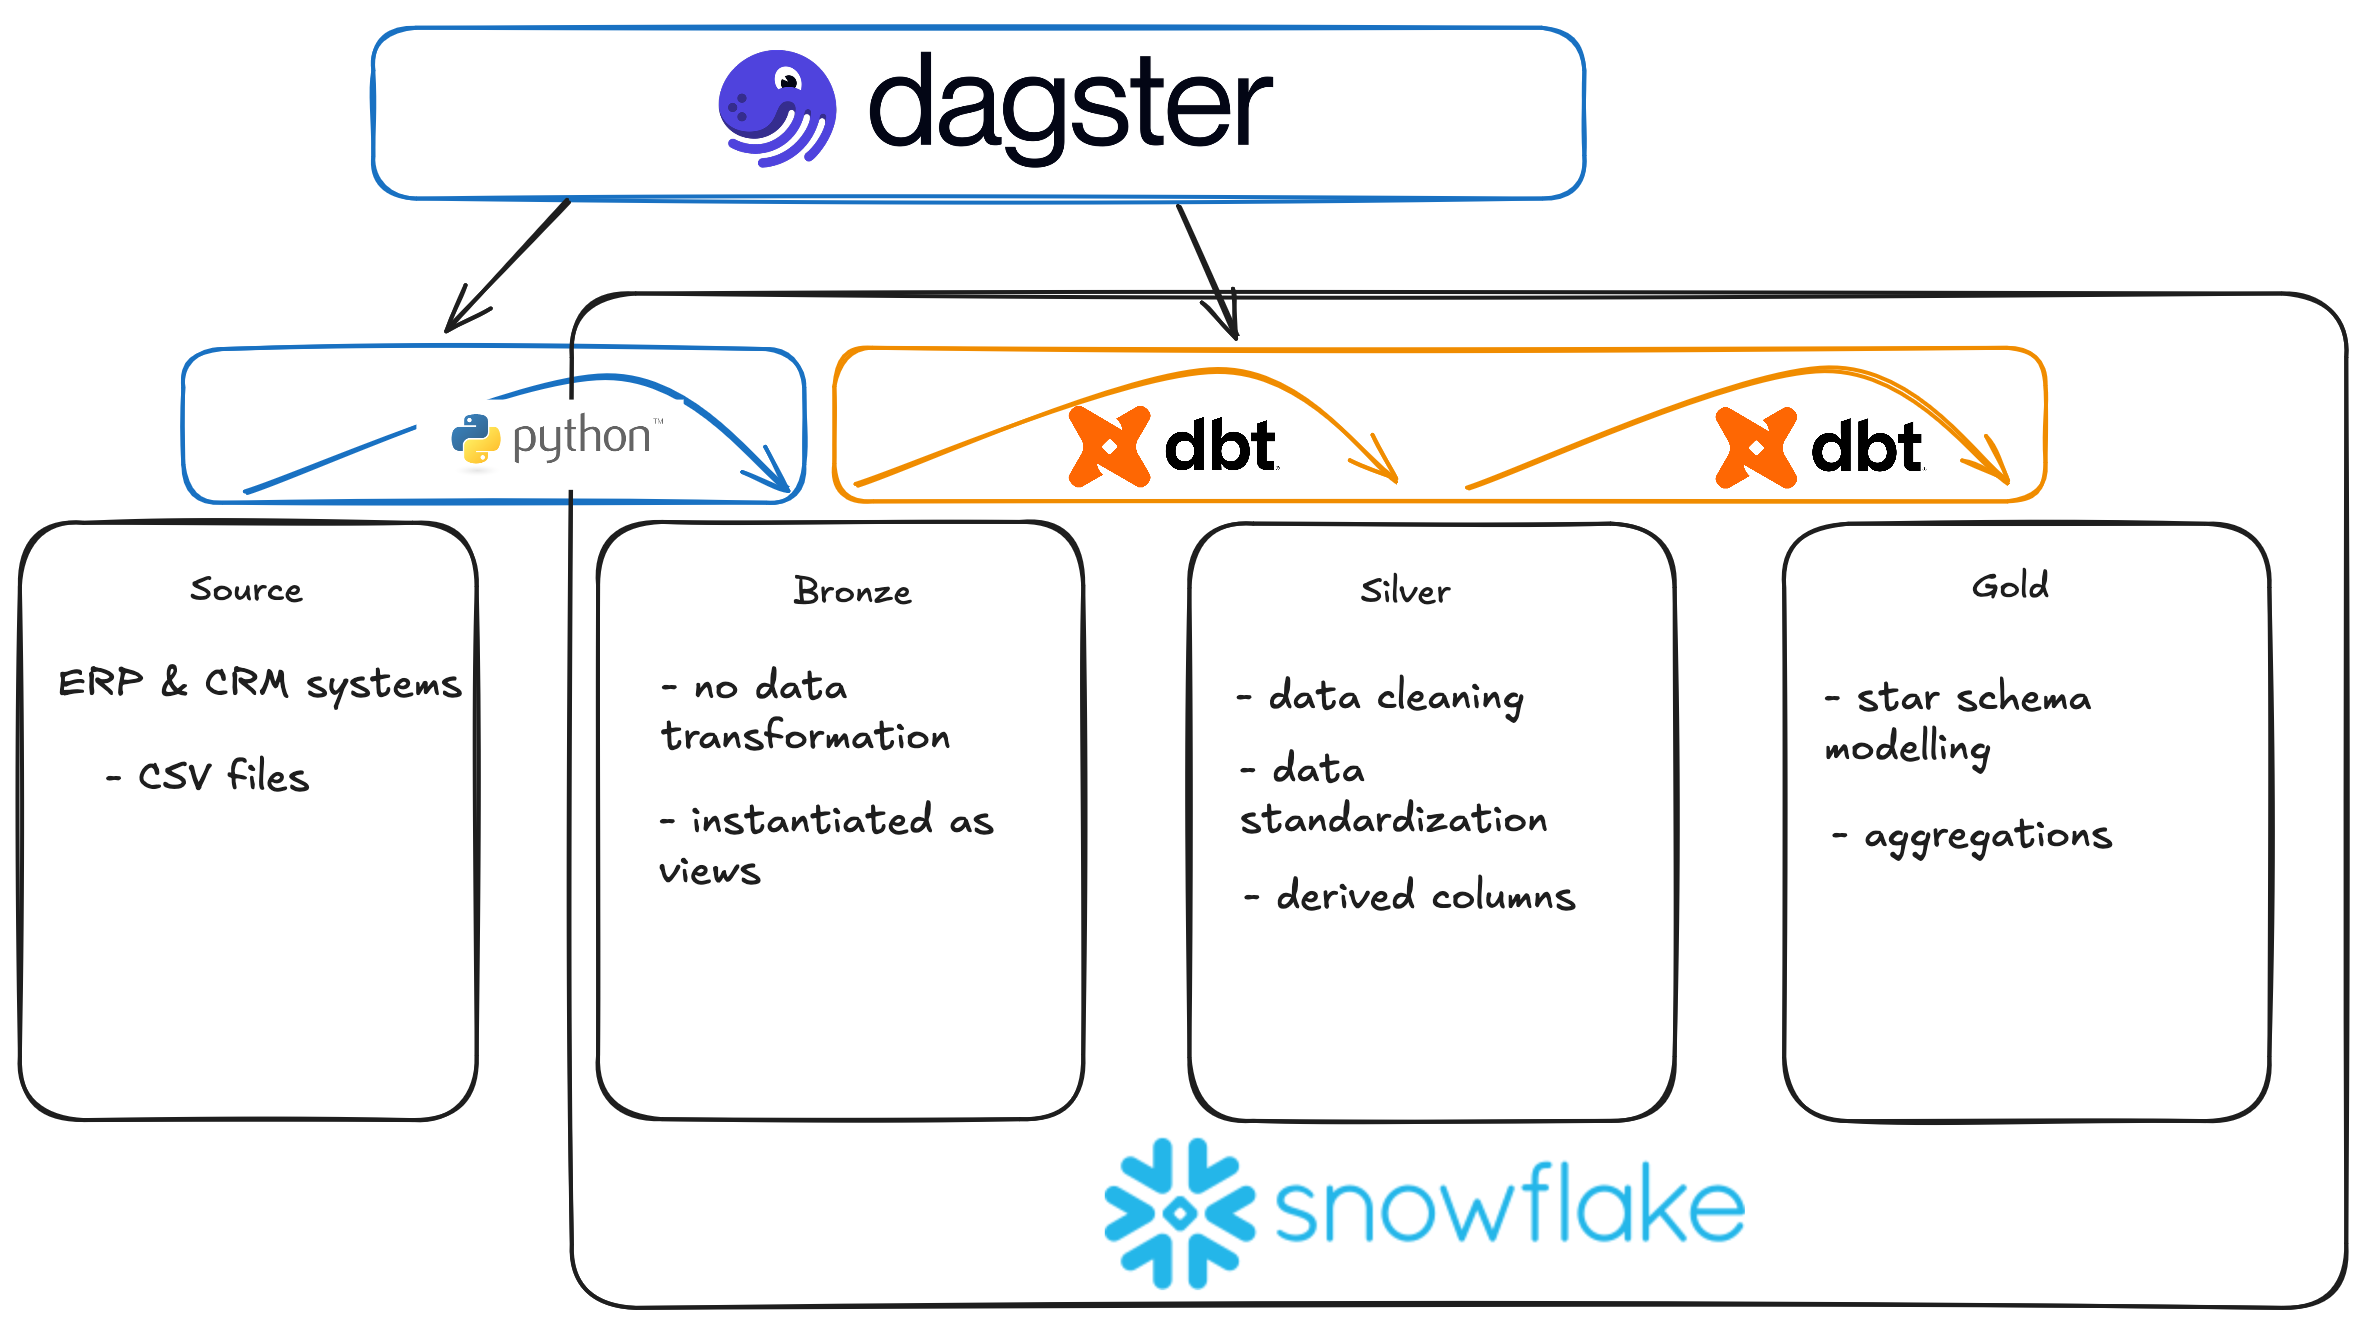 dagster
python™
dbt
dbt
Source
ERP & CRM systems
- CSV files
Bronze
- no data
transformation
- instantiated as
views
Silver
- data cleaning
- data
standardization
- derived columns
Gold
- star schema
modelling
- aggregations
snowflake